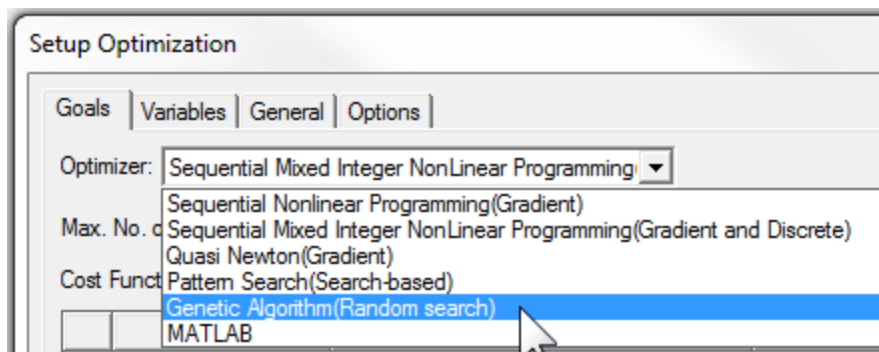 Setup Optimization
Goals Variables General Options
Optimizer: Sequential Mixed Integer NonLinear Programming(
Sequential Nonlinear Programming(Gradient)
Max. No. o Sequential Mixed Integer NonLinear Programming(Gradient and Discrete)
Quasi Newton(Gradient)
Cost Funct Pattern Search(Search-based)
Genetic Algorithm(Random search)
MATLAB